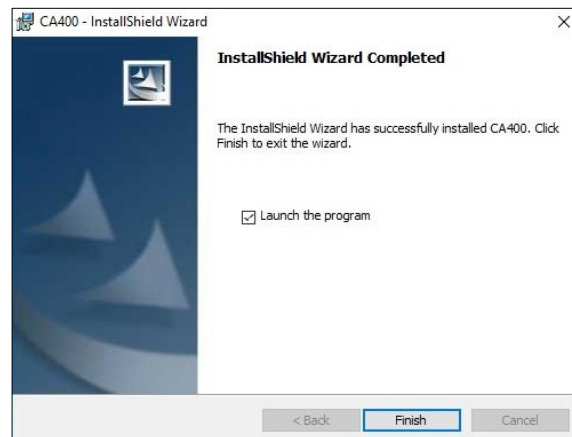 CA400 - InstallShield Wizard
InstallShield Wizard Completed
The InstallShield Wizard has successfully installed CA400. Click
Finish to exit the wizard.
Launch the program
< Back
Finish
Cancel